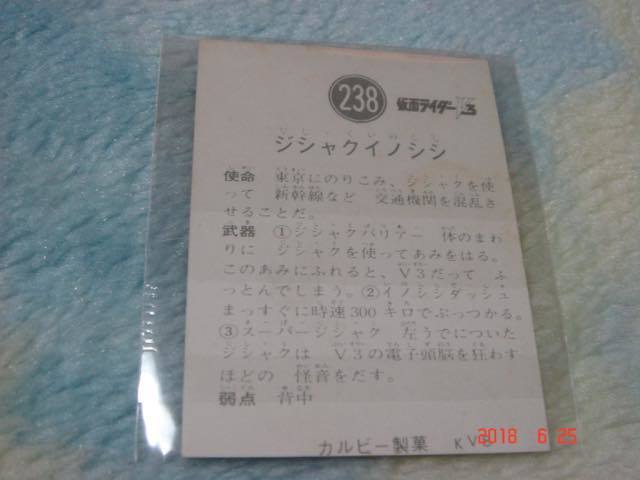 238 仮面ライダーV3
ジシャクイノシシ
使命 東京にのりこみ、ジシャクを使
って 新幹線など 交通機関を混乱さ
せることだ。
武器 ①ジシャクバリヤー 体のまわ
りに ジシャクを使ってあみをはる。
このあみにふれると、V3だって ふ
っとんでしまう。②イノシシダッシュ
まっすぐに時速300キロでぶっつかる。
③スーパージシャク 左うでについた
ジシャクは V3の電子頭脳を狂わす
ほどの 怪音をだす。
弱点 背中
カルビー製菓 KV
2018 6 25